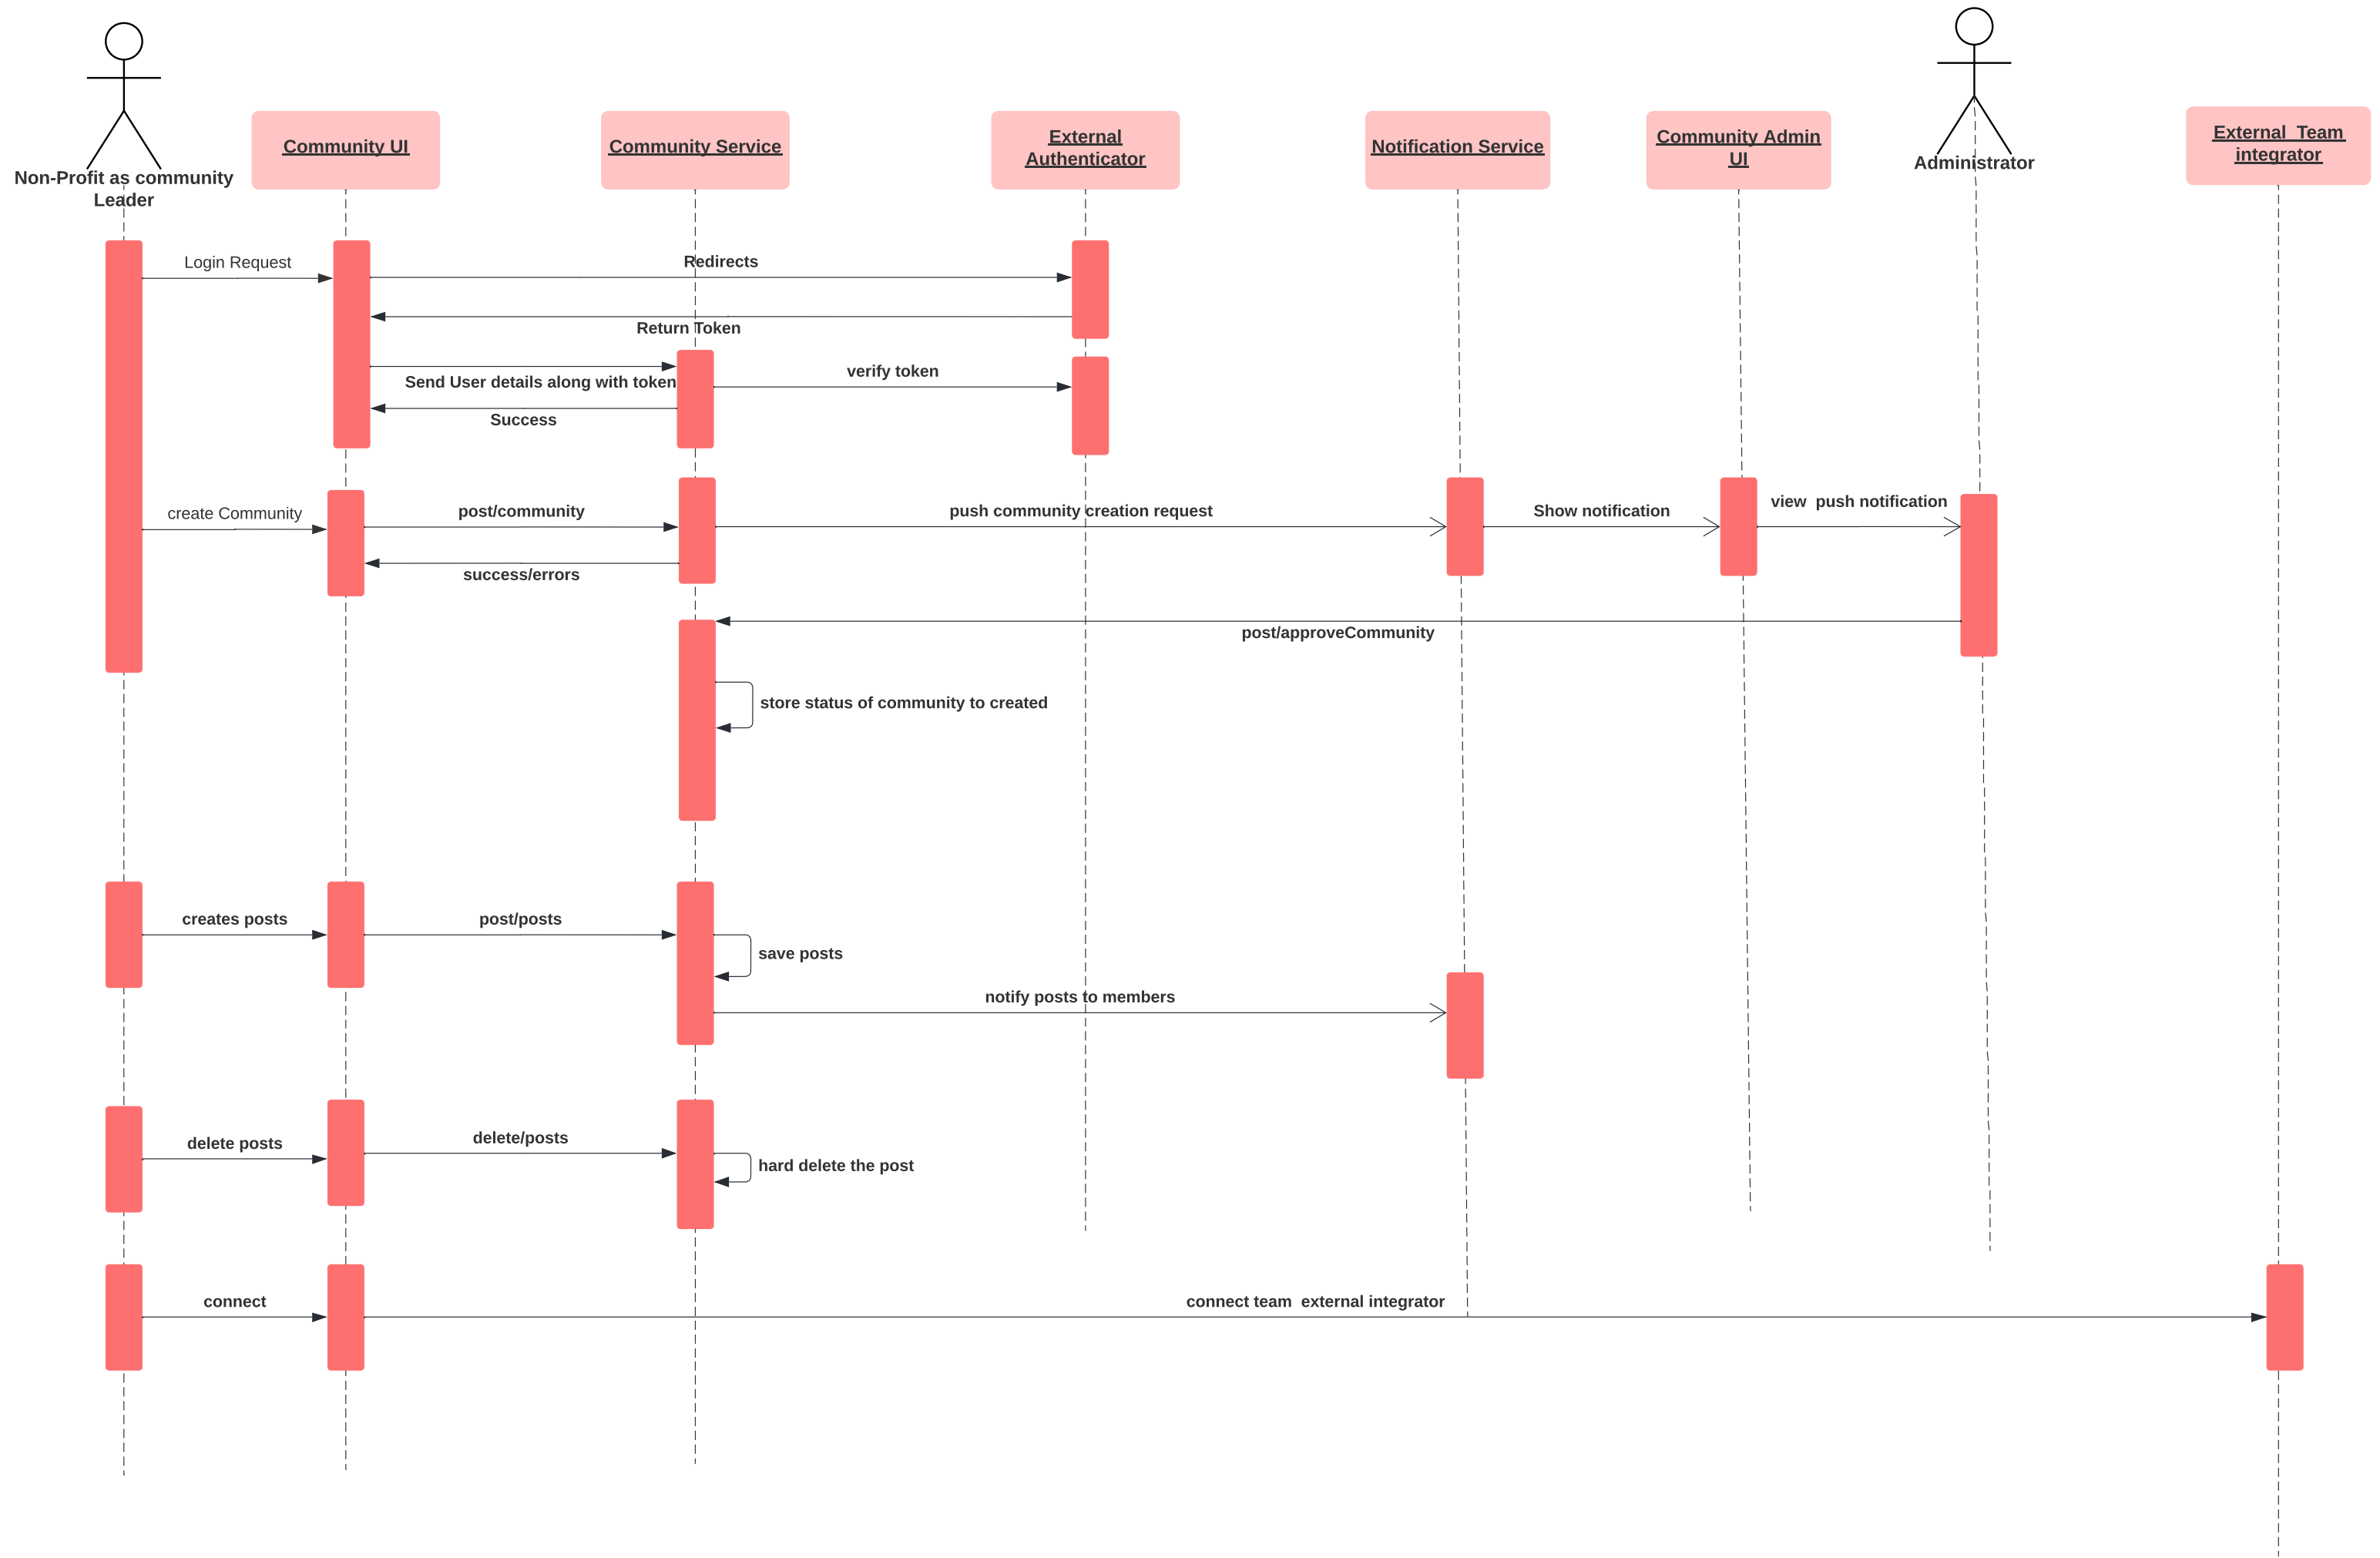 Non-Profit as community
Leader
Community UI
Community Service
External
Authenticator
Notification Service
Community Admin
UI
Administrator
External  Team
integrator
Login Request
Redirects
Return Token
Send User details along with token
verify token
Success
create Community
post/community
push community creation request
Show notification
view  push notification
success/errors
post/approveCommunity
store status of community to created
creates posts
post/posts
save posts
notify posts to members
delete posts
delete/posts
hard delete the post
connect
connect team  external integrator